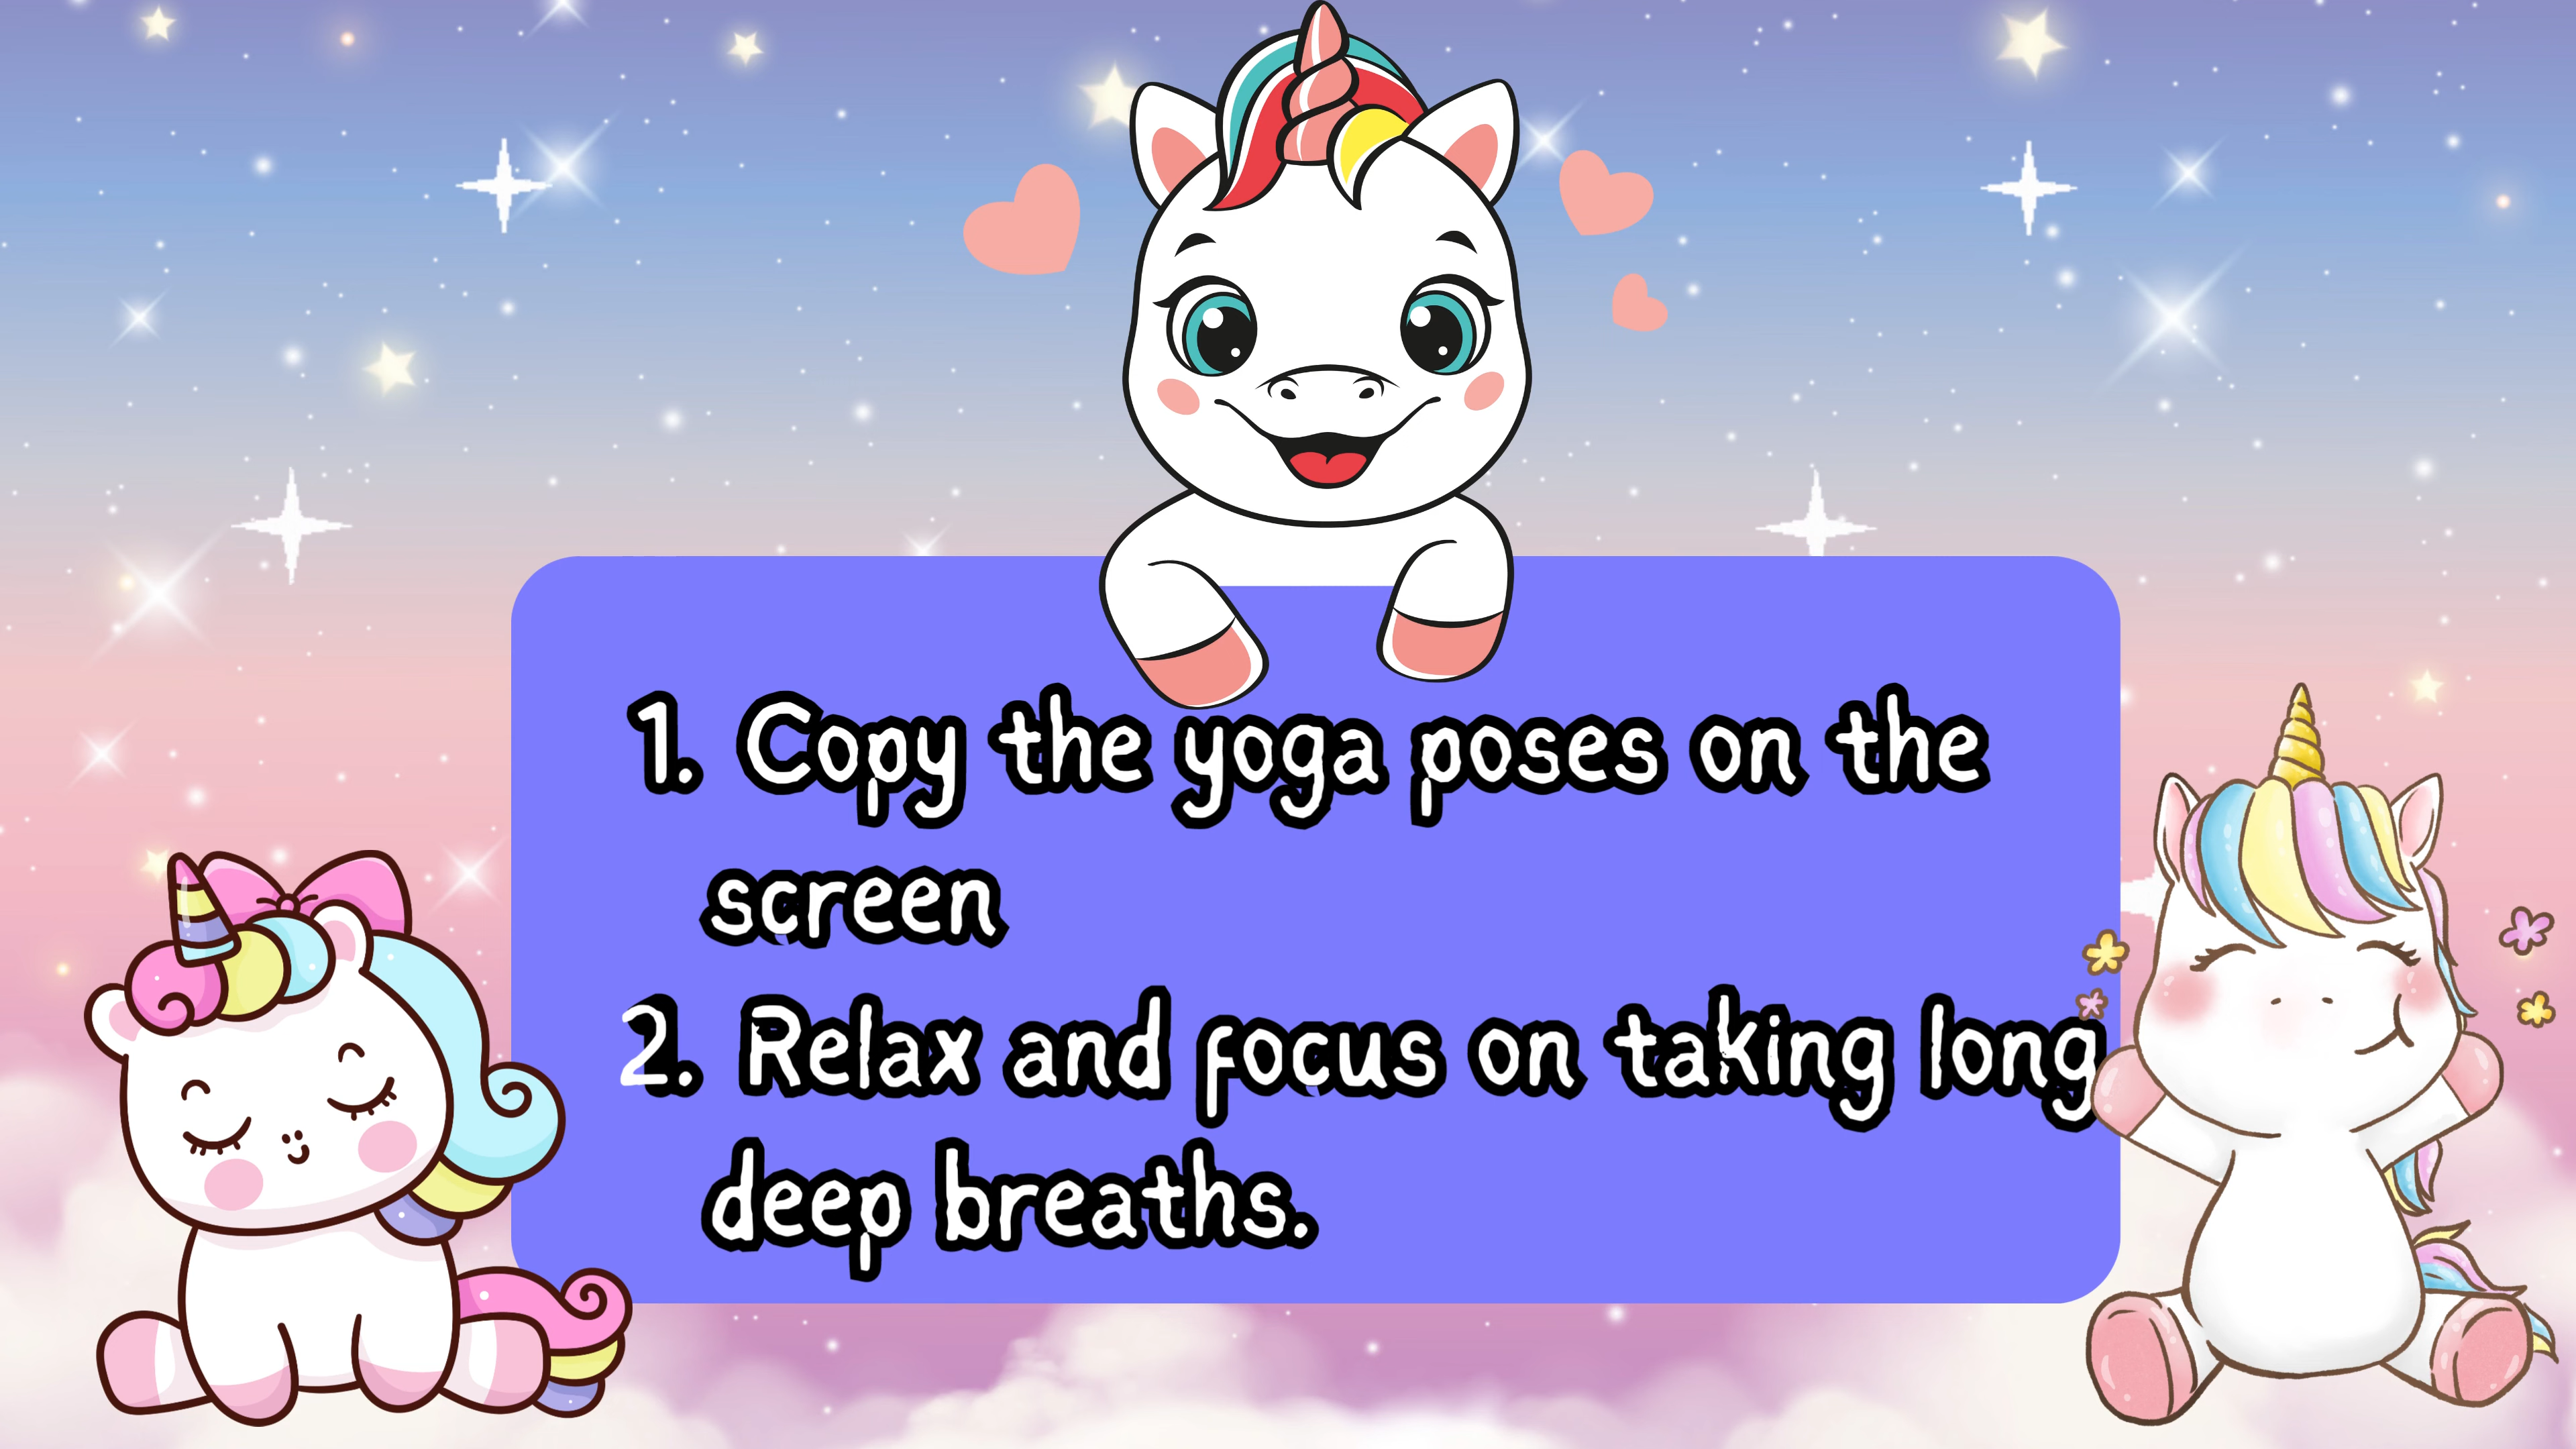 1. Copy the yoga poses on the
screen
2. Relax and focus on taking long
deep breaths.